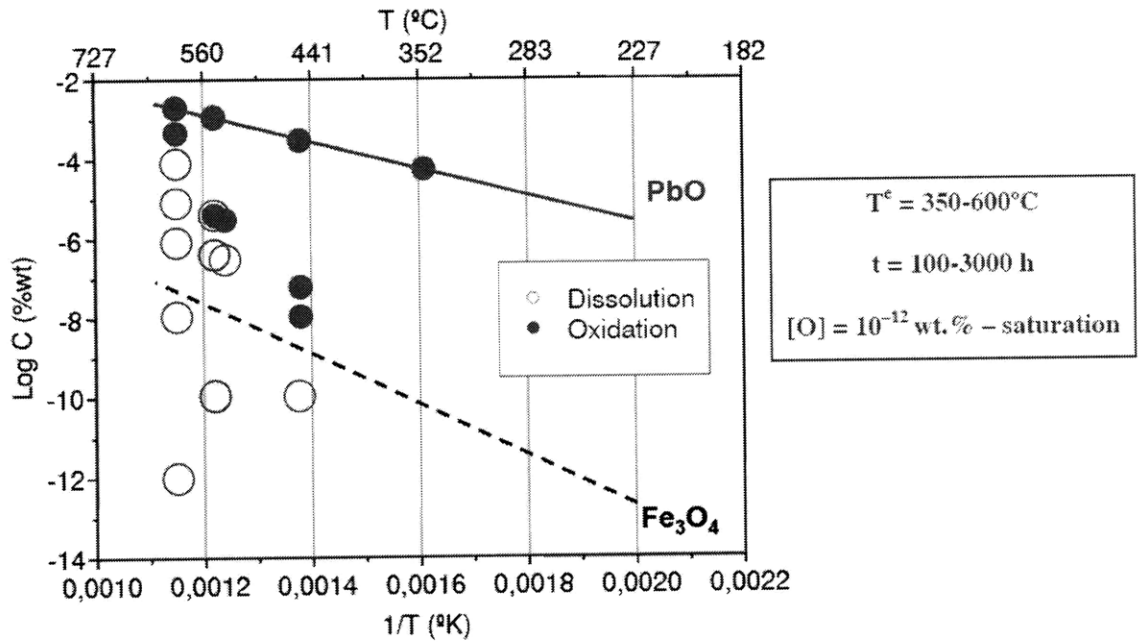 T (ºC)
727 560 441 352 283 227 182
-2
-4
-6
-8
-10
-12
-14
Log C (%wt)
PbO
Dissolution
Oxidation
Fe₃O₄
0,0010 0,0012 0,0014 0,0016 0,0018 0,0020 0,0022
1/T (ºK)
Tᵉ = 350-600°C
t = 100-3000 h
[O] = 10⁻¹² wt.% – saturation